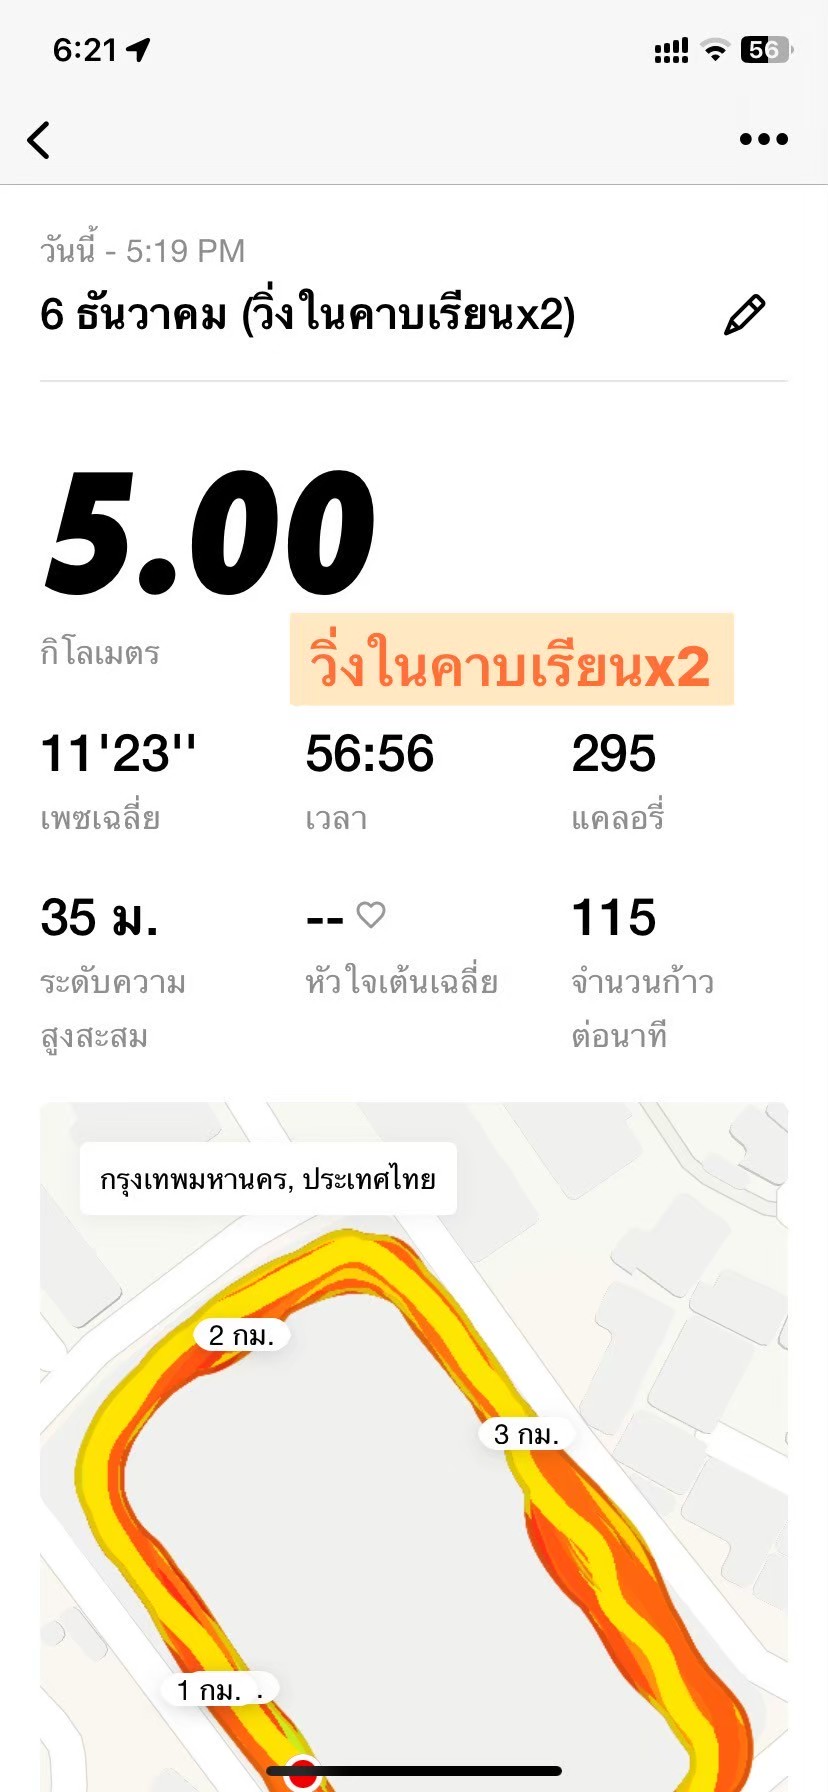 6:21
56
วันนี้ - 5:19 PM
6 ธันวาคม (วิ่งในคาบเรียนx2)
5.00
กิโลเมตร
วิ่งในคาบเรียนx2
11'23''
56:56
295
เพซเฉลี่ย
เวลา
แคลอรี่
35 ม.
--
115
ระดับความ
สูงสะสม
หัวใจเต้นเฉลี่ย
จำนวนก้าว
ต่อนาที
กรุงเทพมหานคร, ประเทศไทย
2 กม.
3 กม.
1 กม.